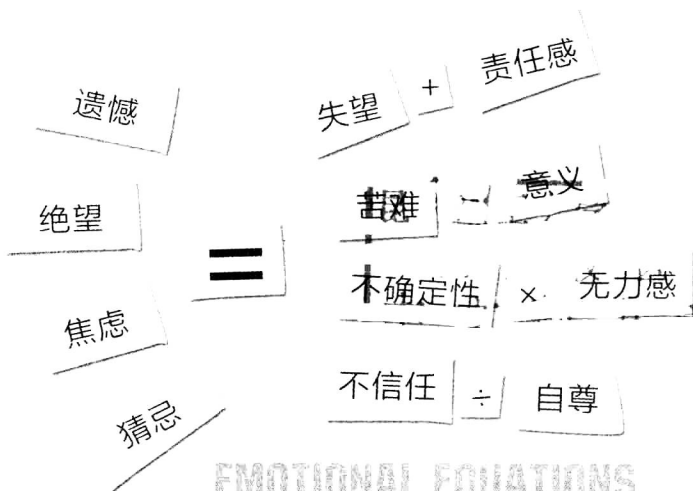 遗憾
绝望
焦虑
猜忌
=
失望 + 责任感
苦难 - 意义
不确定性 × 无力感
不信任 ÷ 自尊
EMOTIONAL EQUATIONS